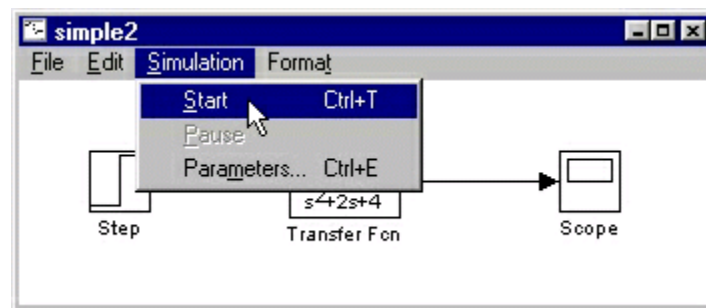 simple2
File Edit Simulation Format
Start Ctrl+T
Pause
Parameters... Ctrl+E
s²+2s+4
Step Transfer Fcn Scope